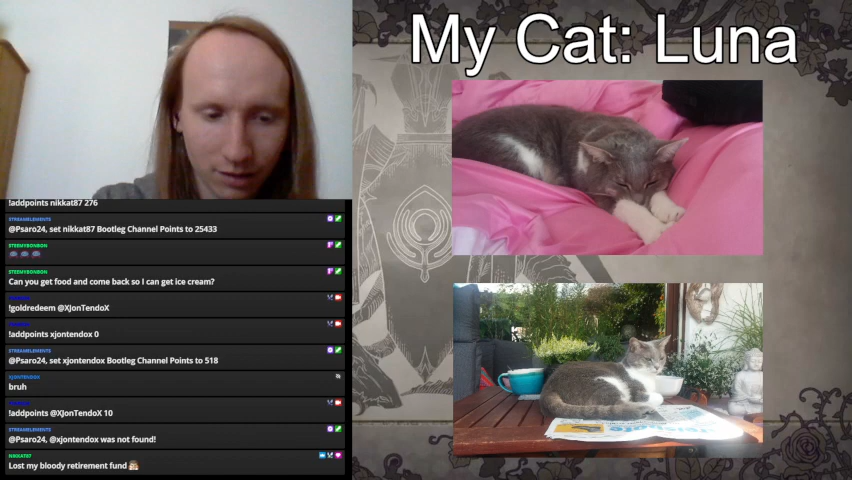 My Cat: Luna
!addpoints nikkat87 276
STREAMELEMENTS
@Psaro24, set nikkat87 Bootleg Channel Points to 25433
STEEMYBONBON
STEEMYBONBON
Can you get food and come back so I can get ice cream?
!goldredeem @XJonTendoX
!addpoints xjontendox 0
STREAMELEMENTS
@Psaro24, set xjontendox Bootleg Channel Points to 518
XJONTENDOX
bruh
!addpoints @XJonTendoX 10
STREAMELEMENTS
@Psaro24, @xjontendox was not found!
NIKKAT87
Lost my bloody retirement fund